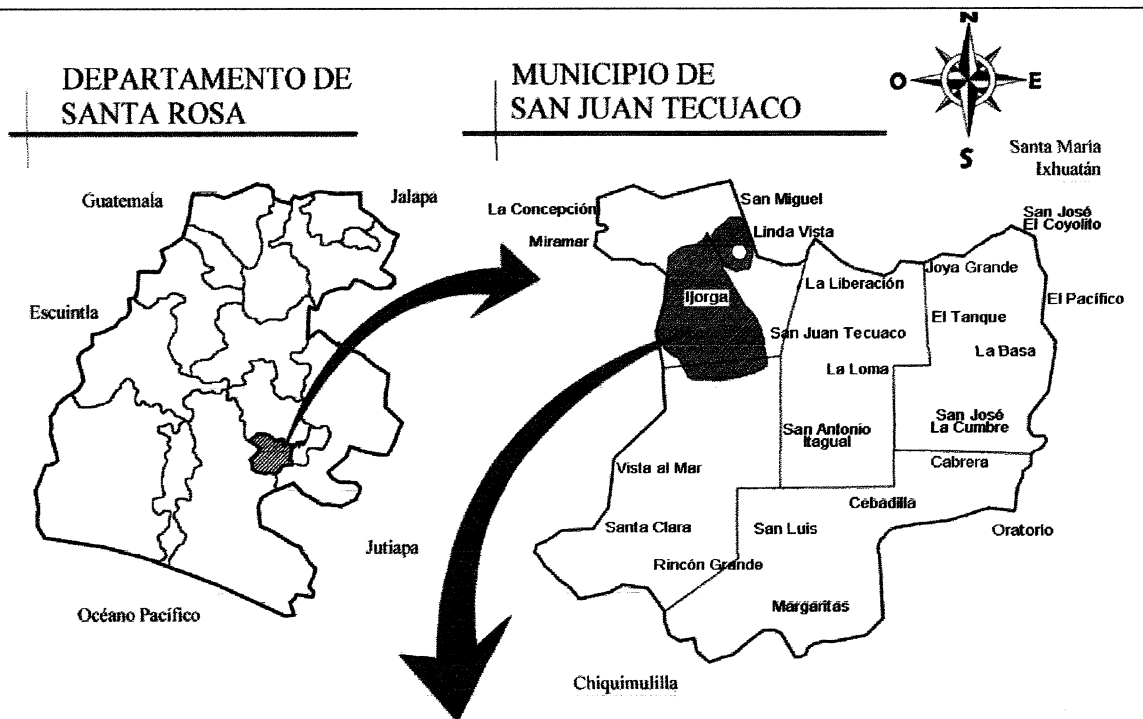 DEPARTAMENTO DE
SANTA ROSA
MUNICIPIO DE
SAN JUAN TECUACO
N
O
E
S
Guatemala
Jalapa
Escuintla
Jutiapa
Océano Pacífico
Santa María
Ixhuatán
La Concepción
San Miguel
San José
El Coyolito
Miramar
Linda Vista
Joya Grande
La Liberación
Ijorga
El Pacífico
El Tanque
San Juan Tecuaco
La Basa
La Loma
San José
La Cumbre
San Antonio
Itagual
Vista al Mar
Cabrera
Cebadilla
Santa Clara
San Luis
Oratorio
Rincón Grande
Margaritas
Chiquimulilla